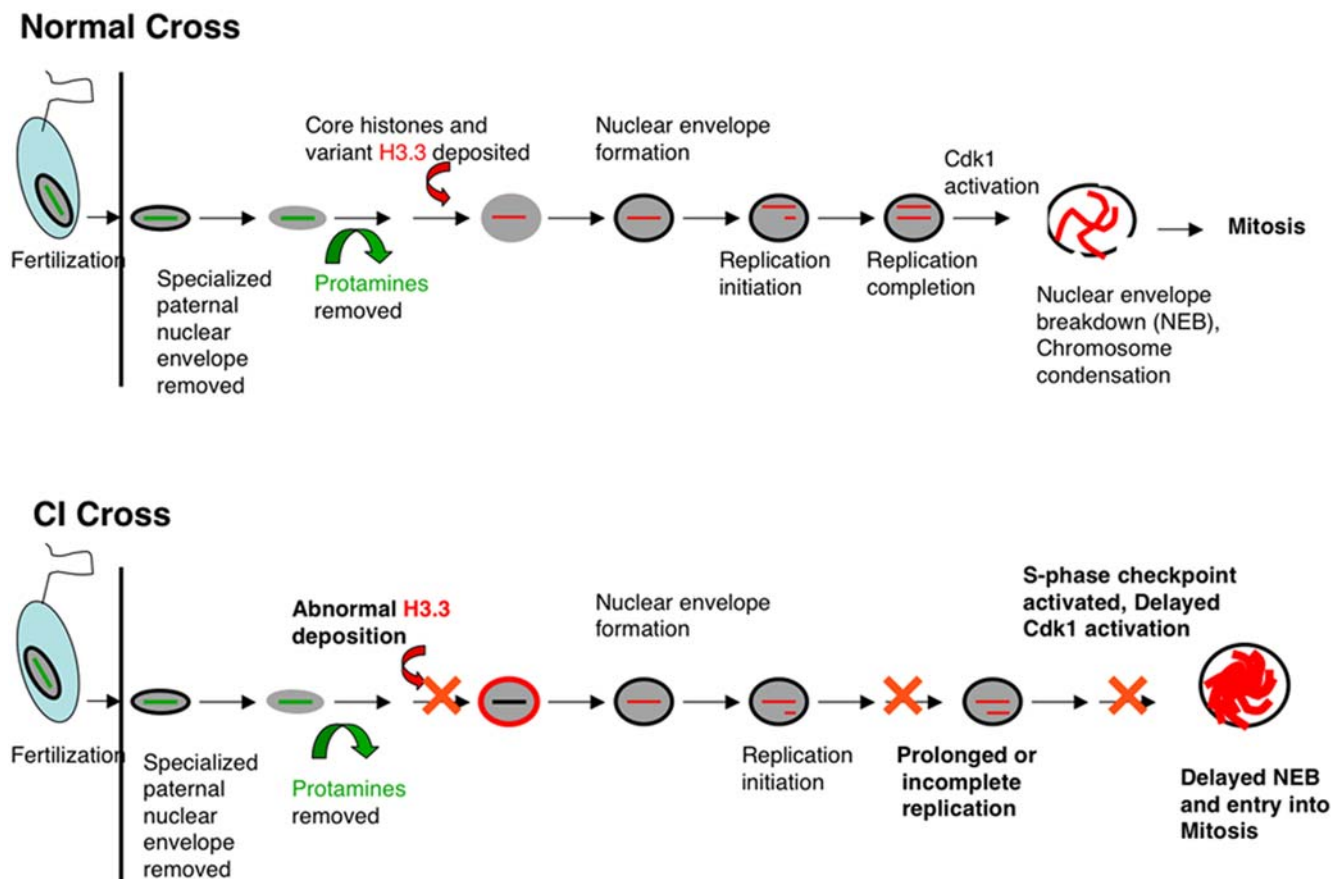 Normal Cross
Core histones and
variant H3.3 deposited
Nuclear envelope
formation
Cdk1
activation
Fertilization
Specialized
paternal
nuclear
envelope
removed
Protamines
removed
Replication
initiation
Replication
completion
Mitosis
Nuclear envelope
breakdown (NEB),
Chromosome
condensation
CI Cross
Abnormal H3.3
deposition
Nuclear envelope
formation
S-phase checkpoint
activated, Delayed
Cdk1 activation
Fertilization
Specialized
paternal
nuclear
envelope
removed
Protamines
removed
Replication
initiation
Prolonged or
incomplete
replication
Delayed NEB
and entry into
Mitosis